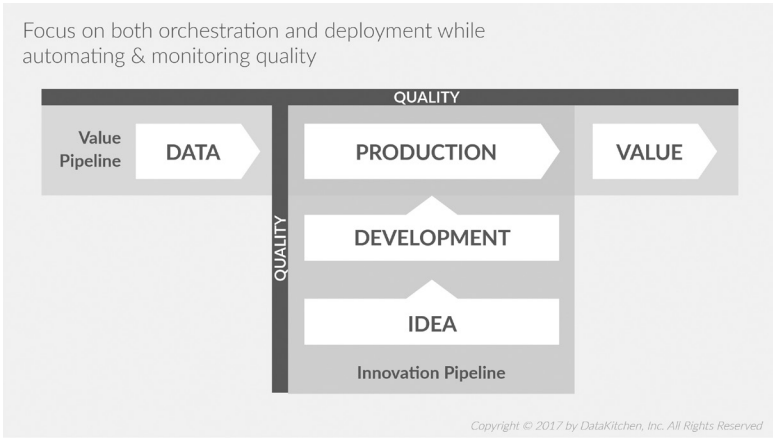 Focus on both orchestration and deployment while
automating & monitoring quality
QUALITY
Value
Pipeline
DATA
PRODUCTION
VALUE
QUALITY
DEVELOPMENT
IDEA
Innovation Pipeline
Copyright © 2017 by DataKitchen, Inc. All Rights Reserved